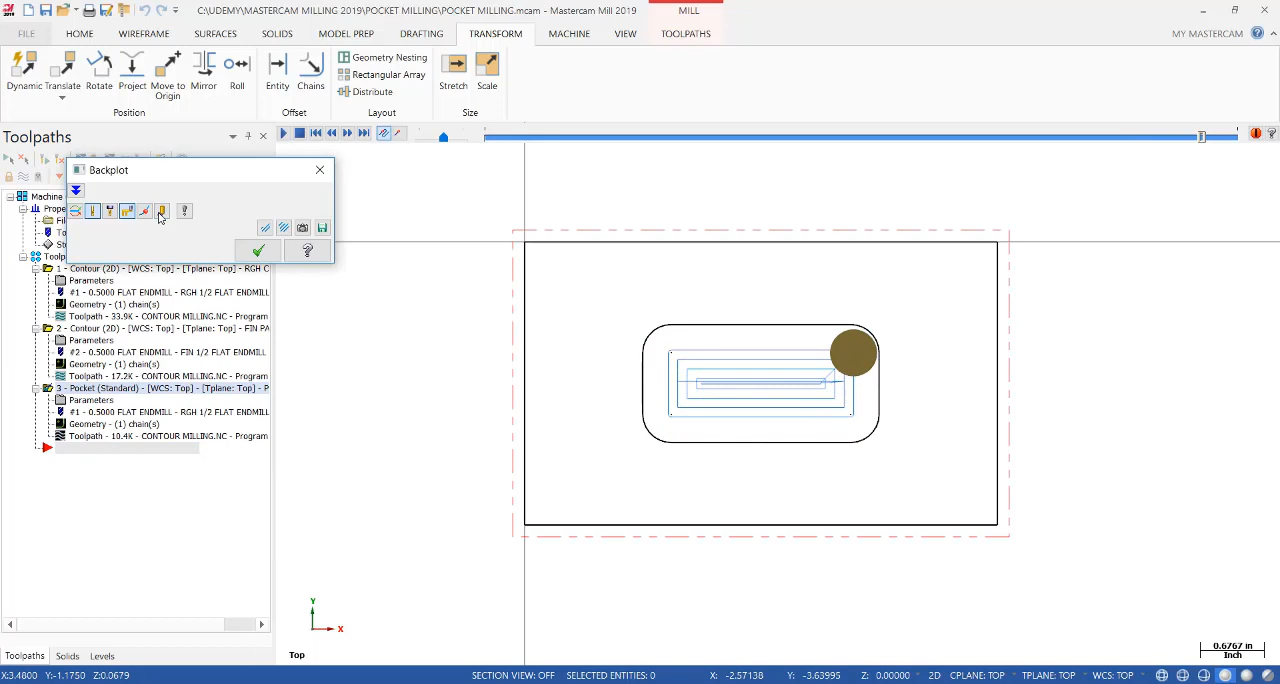 C:\UDEMY\MASTERCAM MILLING 2019\POCKET MILLING\POCKET MILLING.mcam - Mastercam Mill 2019
MILL
FILE HOME WIREFRAME SURFACES SOLIDS MODEL PREP DRAFTING TRANSFORM MACHINE VIEW TOOLPATHS MY MASTERCAM
Dynamic Translate Rotate Project Move to Origin Mirror Roll
Entity Chains
Geometry Nesting
Rectangular Array
Distribute
Stretch Scale
Position Offset Layout Size
Toolpaths
Backplot
Machine
Prope
Fil
To
St
Toolp
1 - Contour (2D) - [WCS: Top] - [Tplane: Top] - RGH C
Parameters
#1 - 0.5000 FLAT ENDMILL - RGH 1/2 FLAT ENDMILL
Geometry - (1) chain(s)
Toolpath - 33.9K - CONTOUR MILLING.NC - Program
2 - Contour (2D) - [WCS: Top] - [Tplane: Top] - FIN PA
Parameters
#2 - 0.5000 FLAT ENDMILL - FIN 1/2 FLAT ENDMILL
Geometry - (1) chain(s)
Toolpath - 17.2K - CONTOUR MILLING.NC - Program
3 - Pocket (Standard) - [WCS: Top] - [Tplane: Top] - P
Parameters
#1 - 0.5000 FLAT ENDMILL - RGH 1/2 FLAT ENDMILL
Geometry - (1) chain(s)
Toolpath - 10.4K - CONTOUR MILLING.NC - Program
Y
X
Top
0.6767 in
Inch
Toolpaths Solids Levels
X:3.4800 Y:-1.1750 Z:0.0679 SECTION VIEW: OFF SELECTED ENTITIES: 0 X: -2.57138 Y: -3.63995 Z: 0.00000 2D CPLANE: TOP TPLANE: TOP WCS: TOP